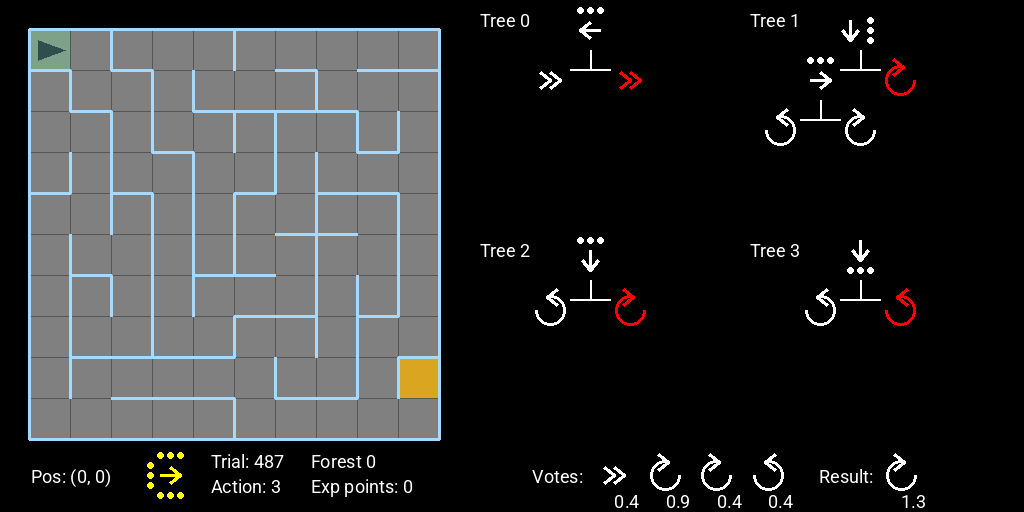 Tree 0
Tree 1
Tree 2
Tree 3
Pos: (0, 0)
Trial: 487
Forest 0
Action: 3
Exp points: 0
Votes:
0.4
0.9
0.4
0.4
Result:
1.3